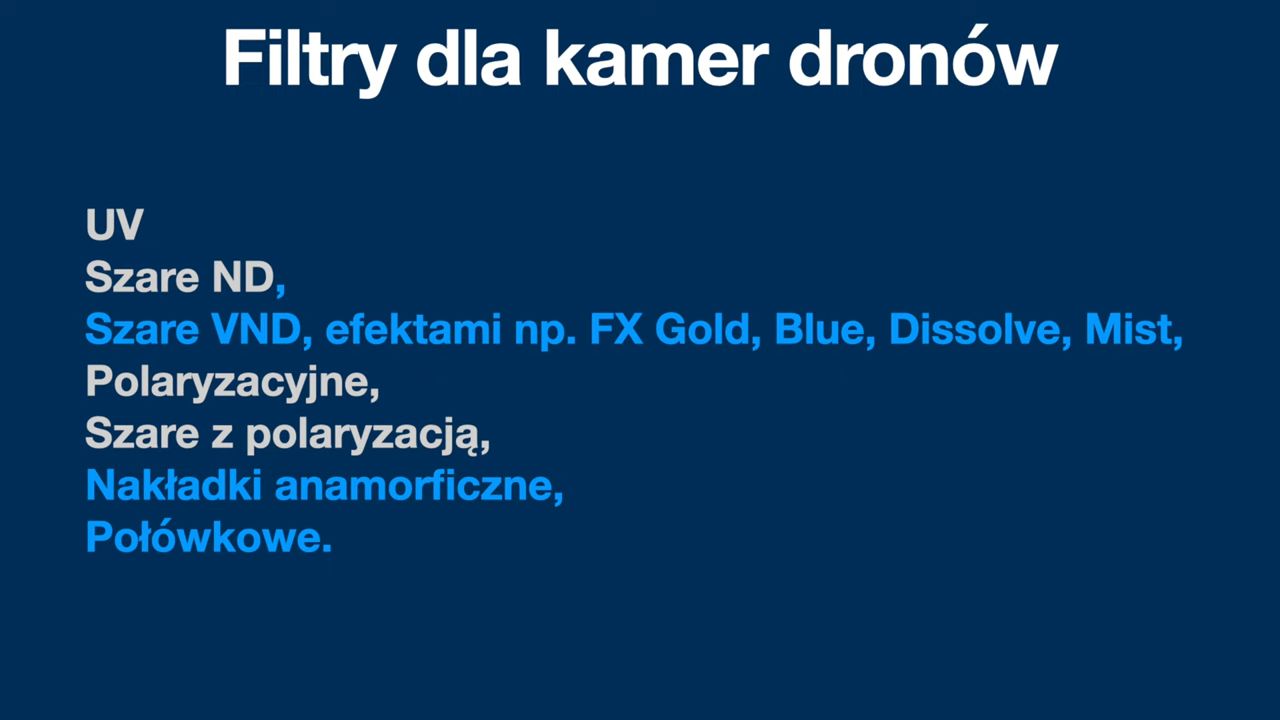 Filtry dla kamer dronów
UV
Szare ND,
Szare VND, efektami np. FX Gold, Blue, Dissolve, Mist,
Polaryzacyjne,
Szare z polaryzacją,
Nakładki anamorficzne,
Połówkowe.